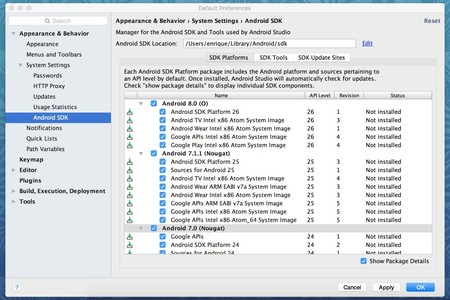 Default Preferences
Search
Appearance & Behavior › System Settings › Android SDK
Reset
Manager for the Android SDK and Tools used by Android Studio
Android SDK Location: /Users/enrique/Library/Android/sdk Edit
SDK Platforms SDK Tools SDK Update Sites
Each Android SDK Platform package includes the Android platform and sources pertaining to
an API level by default. Once installed, Android Studio will automatically check for updates.
Check "show package details" to display individual SDK components.
Name API Level Revision Status
Android 8.0 (O)
Android SDK Platform 26 26 1 Not installed
Android TV Intel x86 Atom System Image 26 3 Not installed
Android Wear Intel x86 Atom System Image 26 1 Not installed
Google APIs Intel x86 Atom System Image 26 4 Not installed
Google Play Intel x86 Atom System Image 26 4 Not installed
Android 7.1.1 (Nougat)
Android SDK Platform 25 25 3 Not installed
Sources for Android 25 25 1 Not installed
Android TV Intel x86 Atom System Image 25 4 Not installed
Android Wear ARM EABI v7a System Image 25 3 Not installed
Android Wear Intel x86 Atom System Image 25 3 Not installed
Google APIs ARM EABI v7a System Image 25 5 Not installed
Google APIs Intel x86 Atom System Image 25 5 Not installed
Google APIs Intel x86 Atom_64 System Image 25 5 Not installed
Android 7.0 (Nougat)
Google APIs 24 1 Not installed
Android SDK Platform 24 24 2 Not installed
Sources for Android 24 24 1 Not installed
Show Package Details
Appearance & Behavior
Appearance
Menus and Toolbars
System Settings
Passwords
HTTP Proxy
Updates
Usage Statistics
Android SDK
Notifications
Quick Lists
Path Variables
Keymap
Editor
Plugins
Build, Execution, Deployment
Tools
?
Cancel Apply OK